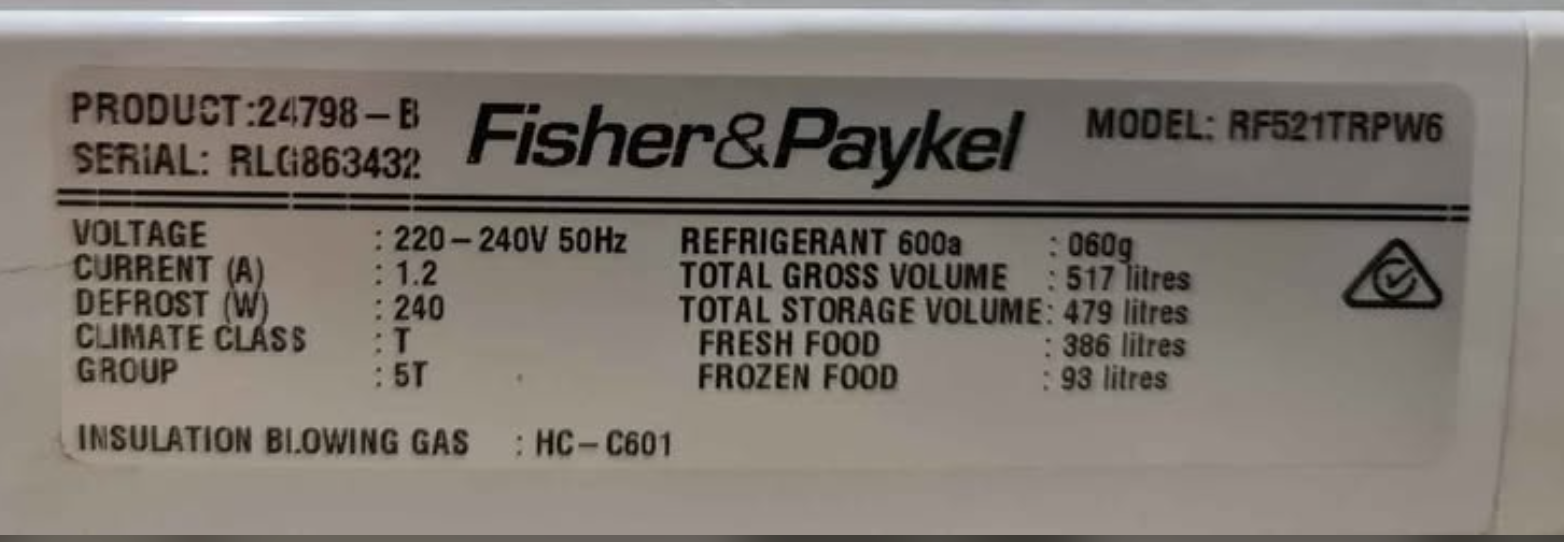 PRODUCT:24798-B
SERIAL: RLG863432
Fisher&Paykel
MODEL: RF521TRPW6
VOLTAGE : 220-240V 50Hz
CURRENT (A) : 1.2
DEFROST (W) : 240
CLIMATE CLASS : T
GROUP : 5T
REFRIGERANT 600a : 060g
TOTAL GROSS VOLUME : 517 litres
TOTAL STORAGE VOLUME: 479 litres
FRESH FOOD : 386 litres
FROZEN FOOD : 93 litres
INSULATION BLOWING GAS : HC-C601